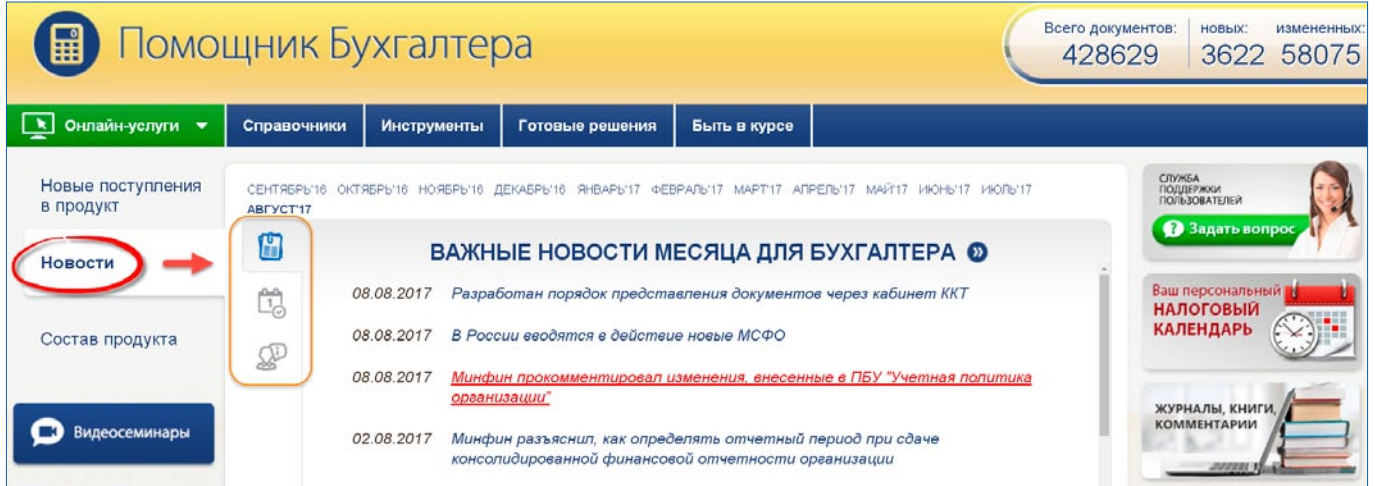 Помощник Бухгалтера
Всего документов: новых: измененных:
428629 3622 58075
Онлайн-услуги Справочники Инструменты Готовые решения Быть в курсе
Новые поступления
в продукт
Новости
Состав продукта
Видеосеминары
СЕНТЯБРЬ'16 ОКТЯБРЬ'16 НОЯБРЬ'16 ДЕКАБРЬ'16 ЯНВАРЬ'17 ФЕВРАЛЬ'17 МАРТ'17 АПРЕЛЬ'17 МАЙ'17 ИЮНЬ'17 ИЮЛЬ'17
АВГУСТ'17
ВАЖНЫЕ НОВОСТИ МЕСЯЦА ДЛЯ БУХГАЛТЕРА
08.08.2017 Разработан порядок представления документов через кабинет ККТ
08.08.2017 В России вводятся в действие новые МСФО
08.08.2017 Минфин прокомментировал изменения, внесенные в ПБУ "Учетная политика
организации"
02.08.2017 Минфин разъяснил, как определять отчетный период при сдаче
консолидированной финансовой отчетности организации
СЛУЖБА
ПОДДЕРЖКИ
ПОЛЬЗОВАТЕЛЕЙ
Задать вопрос
Ваш персональный
НАЛОГОВЫЙ
КАЛЕНДАРЬ
ЖУРНАЛЫ, КНИГИ,
КОММЕНТАРИИ